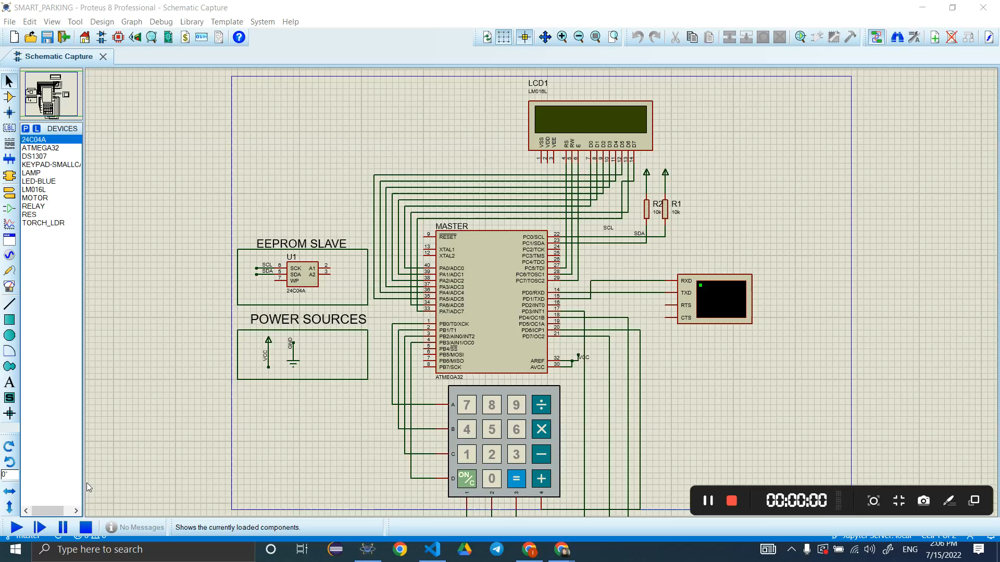 SMART_PARKING - Proteus 8 Professional - Schematic Capture
File Edit View Tool Design Graph Debug Library Template System Help
Schematic Capture
LBL
P L DEVICES
24C04A
ATMEGA32
DS1307
KEYPAD-SMALLCA
LAMP
LED-BLUE
LM016L
MOTOR
RELAY
RES
TORCH_LDR
A
S
0°
LCD1
LM016L
VSS VDD VEE RS RW E D0 D1 D2 D3 D4 D5 D6 D7
1 2 3 4 5 6 7 8 9 10 11 12 13 14
R2
10k
R1
10k
SCL
SDA
MASTER
9 RESET
13 XTAL1
12 XTAL2
40 PA0/ADC0
39 PA1/ADC1
38 PA2/ADC2
37 PA3/ADC3
36 PA4/ADC4
35 PA5/ADC5
34 PA6/ADC6
33 PA7/ADC7
1 PB0/T0/XCK
2 PB1/T1
3 PB2/AIN0/INT2
4 PB3/AIN1/OC0
5 PB4/SS
6 PB5/MOSI
7 PB6/MISO
8 PB7/SCK
PC0/SCL 22
PC1/SDA 23
PC2/TCK 24
PC3/TMS 25
PC4/TDO 26
PC5/TDI 27
PC6/TOSC1 28
PC7/TOSC2 29
PD0/RXD 14
PD1/TXD 15
PD2/INT0 16
PD3/INT1 17
PD4/OC1B 18
PD5/OC1A 19
PD6/ICP1 20
PD7/OC2 21
AREF 32
AVCC 30
VCC
ATMEGA32
EEPROM SLAVE
U1
SCL 6 SCK A1 2
SDA 5 SDA A2 3
7 WP
24C04A
POWER SOURCES
VCC
GND
RXD
TXD
RTS
CTS
A 7 8 9 ÷
B 4 5 6 ×
C 1 2 3 −
D ON/C 0 = +
1 2 3 4
00:00:00
No Messages
Shows the currently loaded components.
master
Jupyter Server: local Cell 1 of 2
Type here to search
ENG
2:06 PM
7/15/2022